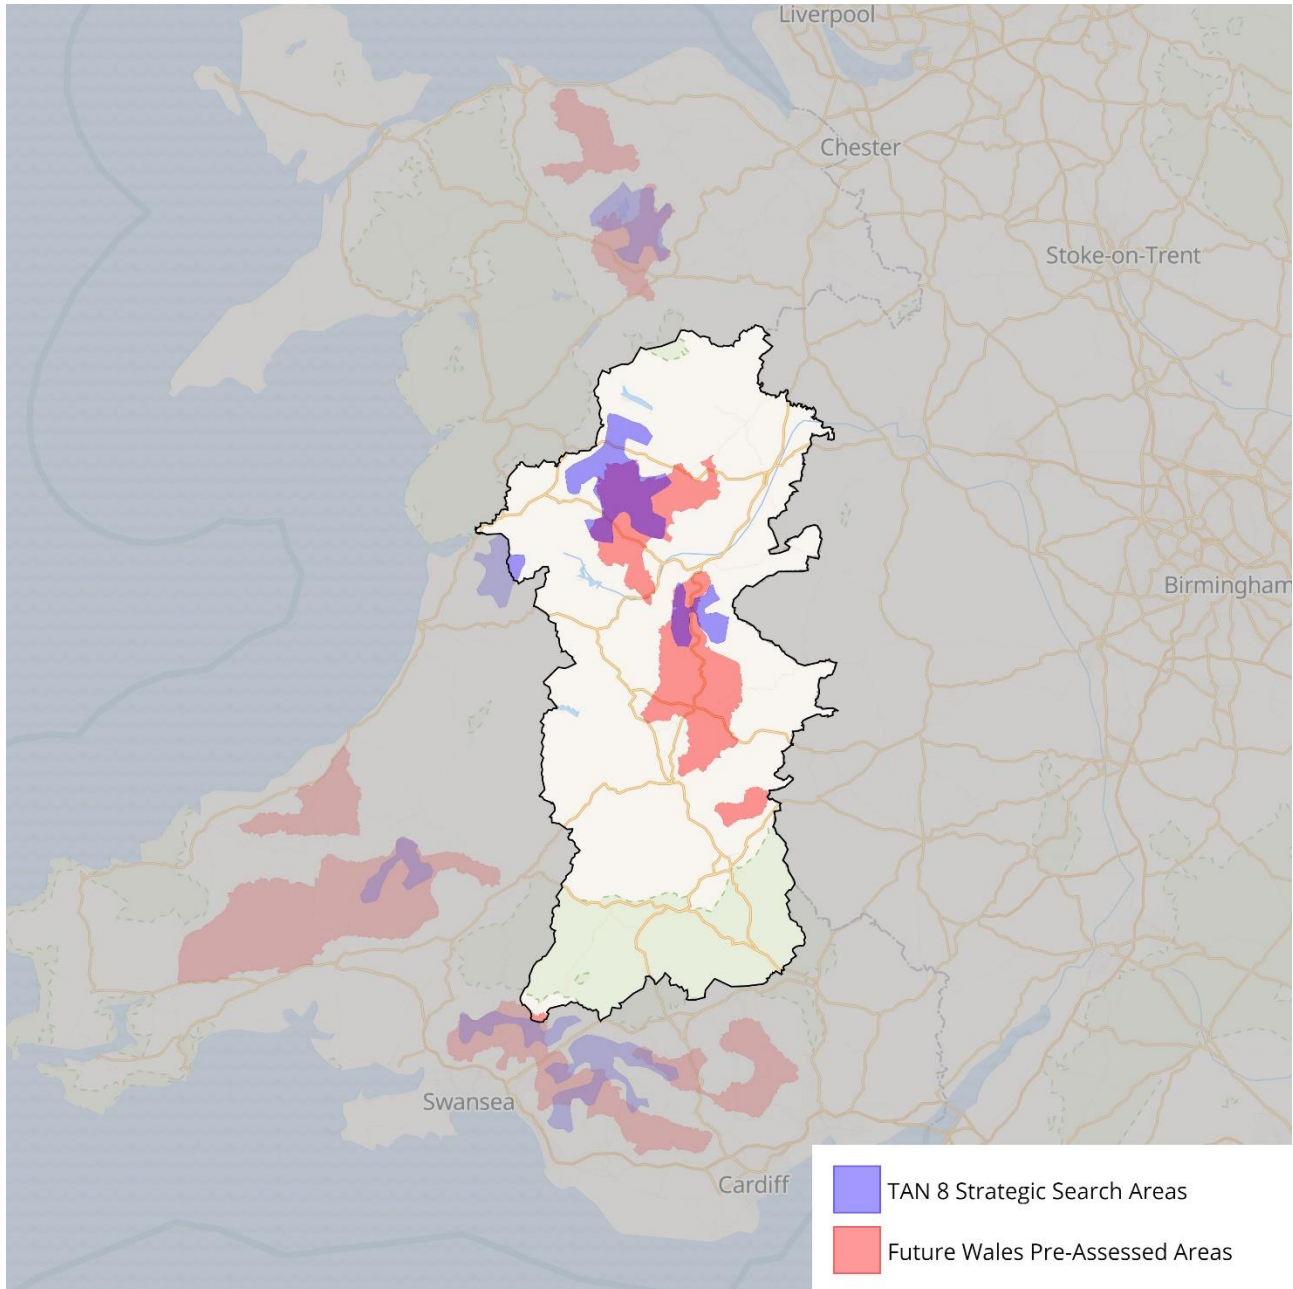 Liverpool
Chester
Stoke-on-Trent
Birmingham
Swansea
Cardiff
TAN 8 Strategic Search Areas
Future Wales Pre-Assessed Areas